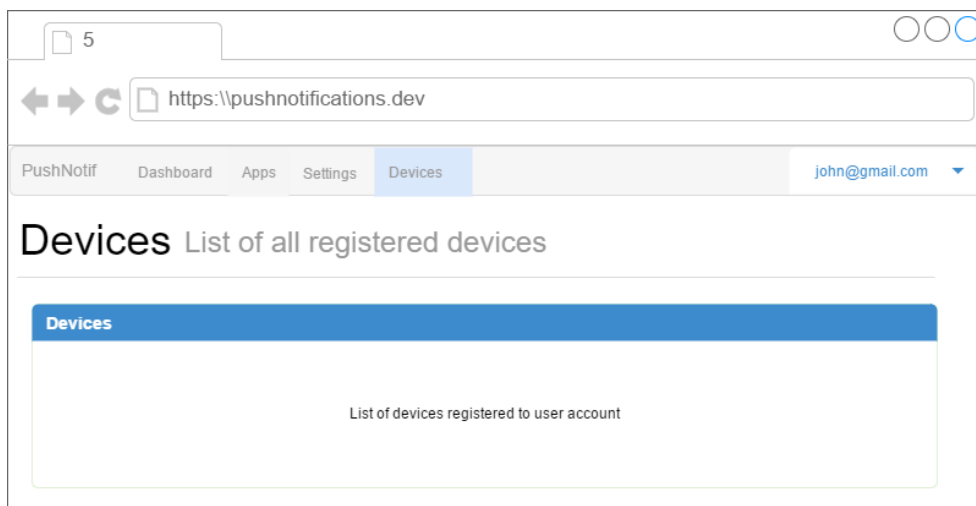 5
https:\\pushnotifications.dev
PushNotif Dashboard Apps Settings Devices john@gmail.com
Devices List of all registered devices
Devices
List of devices registered to user account